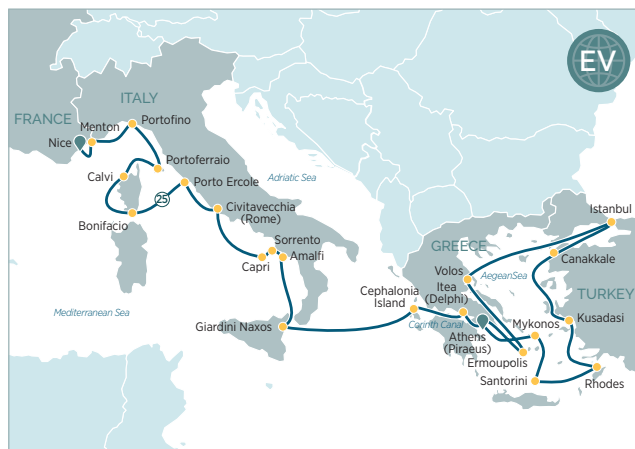 EV
ITALY
FRANCE
Menton
Portofino
Nice
Portoferraio
Calvi
Porto Ercole
Adriatic Sea
25
Civitavecchia
(Rome)
Bonifacio
Istanbul
Sorrento
GREECE
Capri
Amalfi
Canakkale
Volos
AegeanSea
Itea
(Delphi)
TURKEY
Cephalonia
Island
Mediterranean Sea
Corinth Canal
Mykonos
Kusadasi
Giardini Naxos
Athens
(Piraeus)
Ermoupolis
Santorini
Rhodes